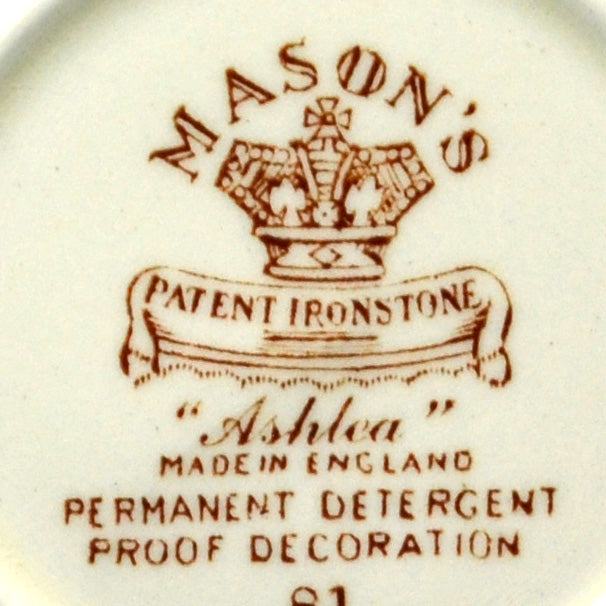 MASON'S
PATENT IRONSTONE
"Ashlea"
MADE IN ENGLAND
PERMANENT DETERGENT
PROOF DECORATION